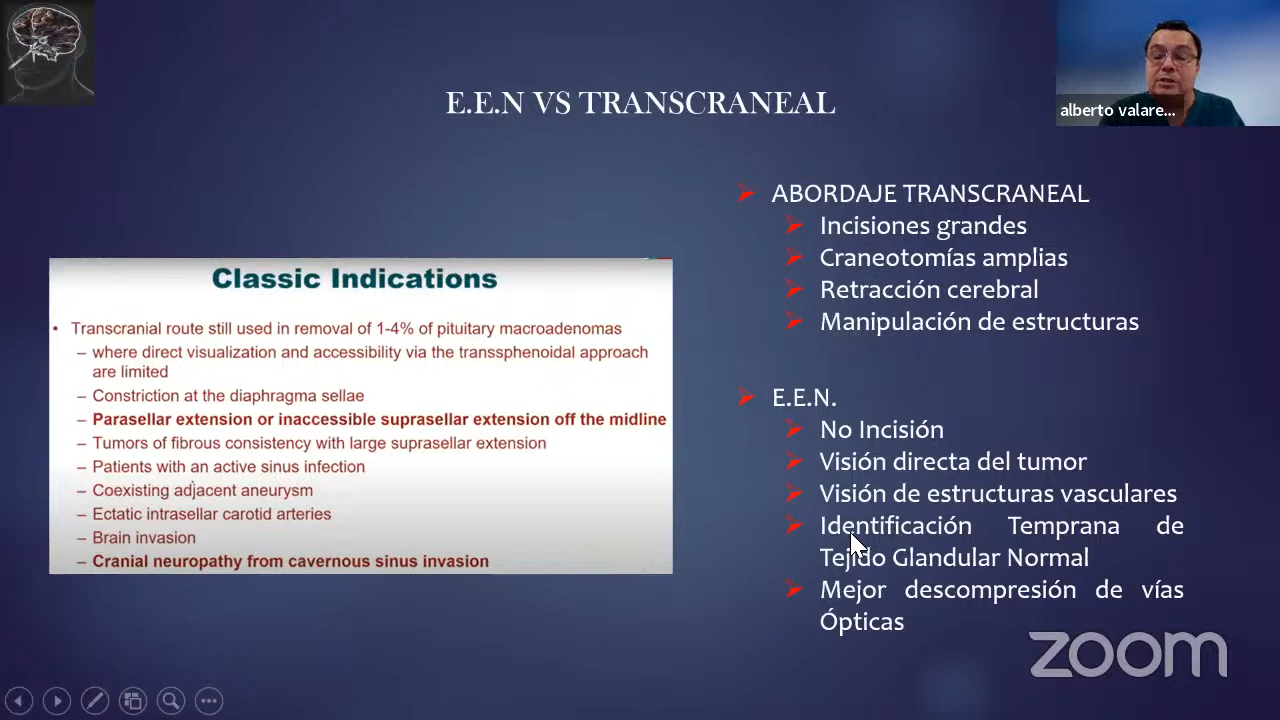 E.E.N VS TRANSCRANEAL
alberto valare...
Classic Indications
• Transcranial route still used in removal of 1-4% of pituitary macroadenomas
– where direct visualization and accessibility via the transsphenoidal approach
are limited
– Constriction at the diaphragma sellae
– Parasellar extension or inaccessible suprasellar extension off the midline
– Tumors of fibrous consistency with large suprasellar extension
– Patients with an active sinus infection
– Coexisting adjacent aneurysm
– Ectatic intrasellar carotid arteries
– Brain invasion
– Cranial neuropathy from cavernous sinus invasion
ABORDAJE TRANSCRANEAL
Incisiones grandes
Craneotomías amplias
Retracción cerebral
Manipulación de estructuras
E.E.N.
No Incisión
Visión directa del tumor
Visión de estructuras vasculares
Identificación Temprana de
Tejido Glandular Normal
Mejor descompresión de vías
Ópticas
zoom